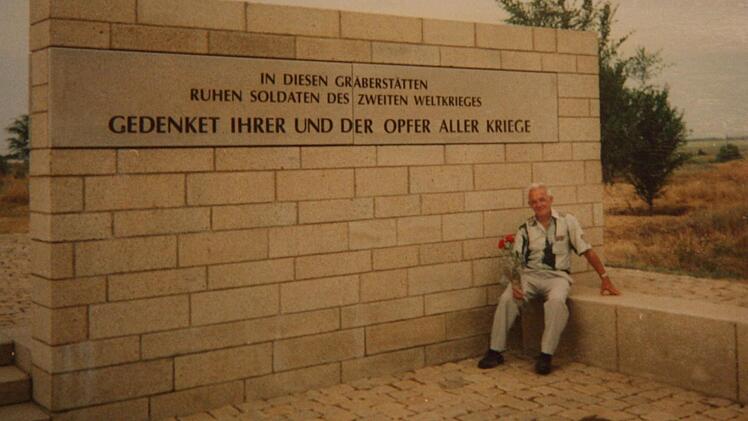 IN DIESEN GRÄBERSTÄTTEN
RUHEN SOLDATEN DES ZWEITEN WELTKRIEGES
GEDENKET IHRER UND DER OPFER ALLER KRIEGE